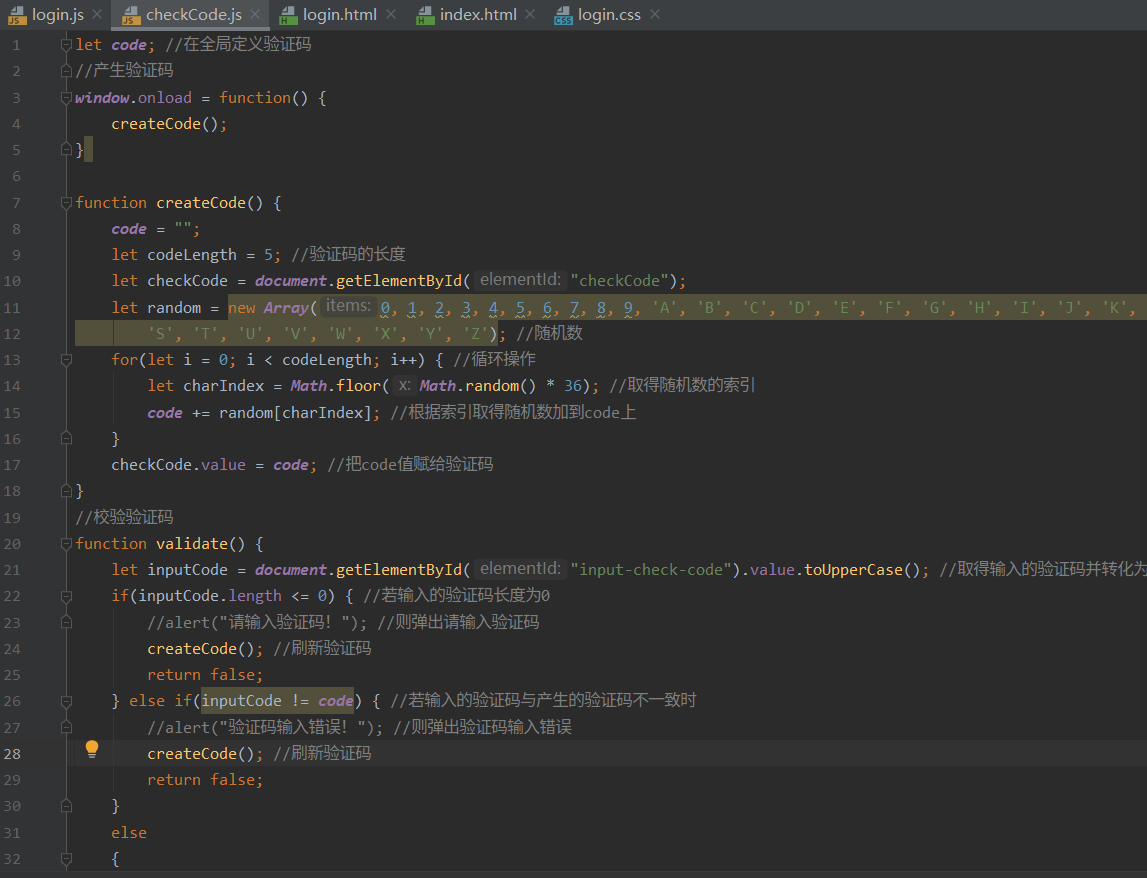 login.js checkCode.js login.html index.html login.css
1 let code; //在全局定义验证码
2 //产生验证码
3 window.onload = function() {
4 createCode();
5 }
6
7 function createCode() {
8 code = "";
9 let codeLength = 5; //验证码的长度
10 let checkCode = document.getElementById( elementId: "checkCode");
11 let random = new Array( items: 0, 1, 2, 3, 4, 5, 6, 7, 8, 9, 'A', 'B', 'C', 'D', 'E', 'F', 'G', 'H', 'I', 'J', 'K',
12 'S', 'T', 'U', 'V', 'W', 'X', 'Y', 'Z'); //随机数
13 for(let i = 0; i < codeLength; i++) { //循环操作
14 let charIndex = Math.floor( x: Math.random() * 36); //取得随机数的索引
15 code += random[charIndex]; //根据索引取得随机数加到code上
16 }
17 checkCode.value = code; //把code值赋给验证码
18 }
19 //校验验证码
20 function validate() {
21 let inputCode = document.getElementById( elementId: "input-check-code").value.toUpperCase(); //取得输入的验证码并转化为
22 if(inputCode.length <= 0) { //若输入的验证码长度为0
23 //alert("请输入验证码！"); //则弹出请输入验证码
24 createCode(); //刷新验证码
25 return false;
26 } else if(inputCode != code) { //若输入的验证码与产生的验证码不一致时
27 //alert("验证码输入错误！"); //则弹出验证码输入错误
28 createCode(); //刷新验证码
29 return false;
30 }
31 else
32 {